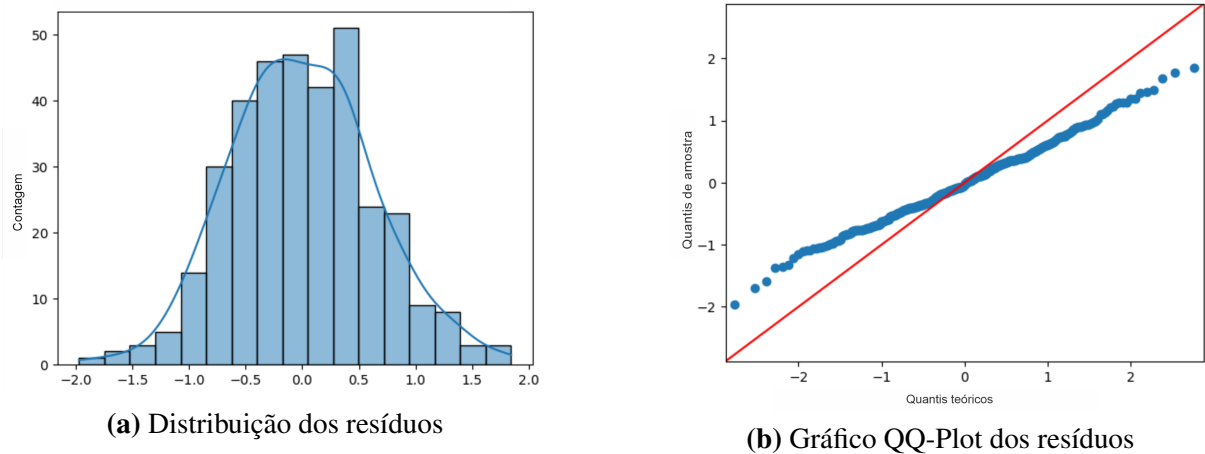 50
40
30
20
10
0
Contagem
−2.0 −1.5 −1.0 −0.5 0.0 0.5 1.0 1.5 2.0
(a) Distribuição dos resíduos
2
1
0
−1
−2
Quantis de amostra
−2 −1 0 1 2
Quantis teóricos
(b) Gráfico QQ-Plot dos resíduos